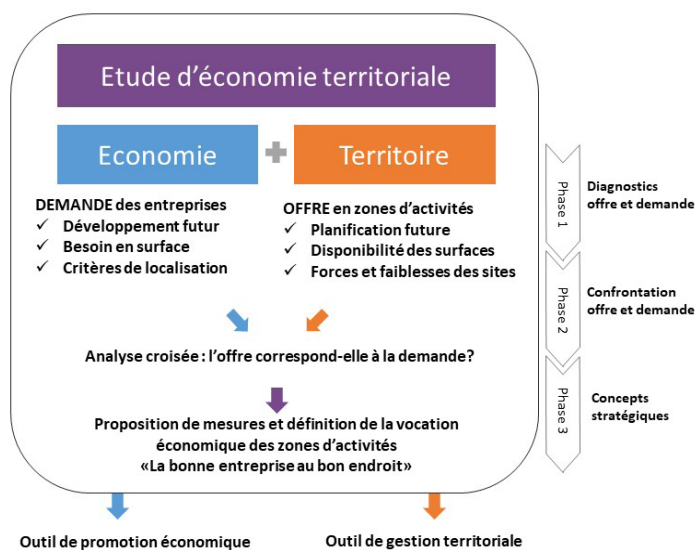 Etude d'économie territoriale
Economie
Territoire
DEMANDE des entreprises
✓ Développement futur
✓ Besoin en surface
✓ Critères de localisation
OFFRE en zones d'activités
✓ Planification future
✓ Disponibilité des surfaces
✓ Forces et faiblesses des sites
Analyse croisée : l'offre correspond-elle à la demande?
Proposition de mesures et définition de la vocation
économique des zones d'activités
«La bonne entreprise au bon endroit»
Phase 1
Diagnostics
offre et demande
Phase 2
Confrontation
offre et demande
Phase 3
Concepts
stratégiques
Outil de promotion économique
Outil de gestion territoriale